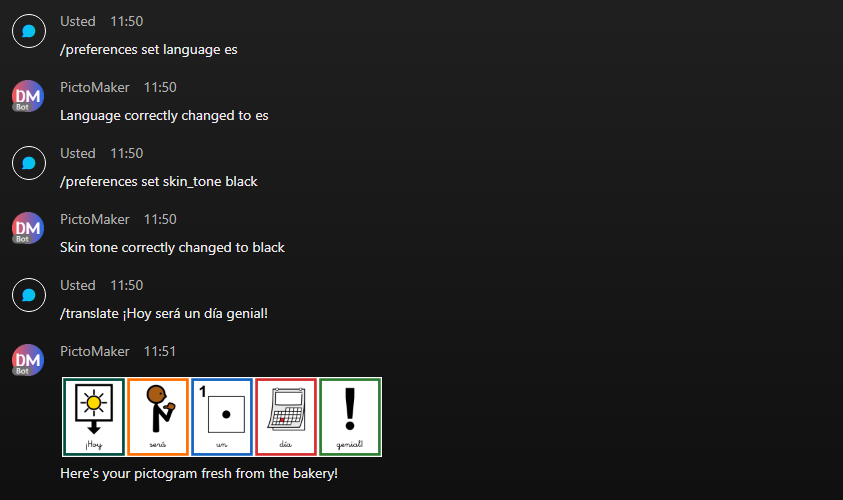 Usted 11:50
/preferences set language es
DM
Bot
PictoMaker 11:50
Language correctly changed to es
Usted 11:50
/preferences set skin_tone black
DM
Bot
PictoMaker 11:50
Skin tone correctly changed to black
Usted 11:50
/translate ¡Hoy será un día genial!
DM
Bot
PictoMaker 11:51
1
¡Hoy será un día genial!
Here's your pictogram fresh from the bakery!